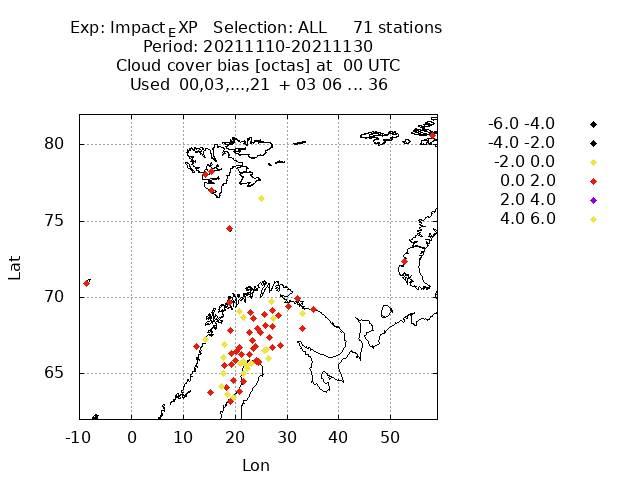 Exp: Impact_EXP   Selection: ALL     71 stations
Period: 20211110-20211130
Cloud cover bias [octas] at  00 UTC
Used  00,03,...,21  + 03 06 ... 36
-6.0 -4.0
-4.0 -2.0
-2.0 0.0
0.0 2.0
2.0 4.0
4.0 6.0
Lat
80
75
70
65
-10 0 10 20 30 40 50
Lon